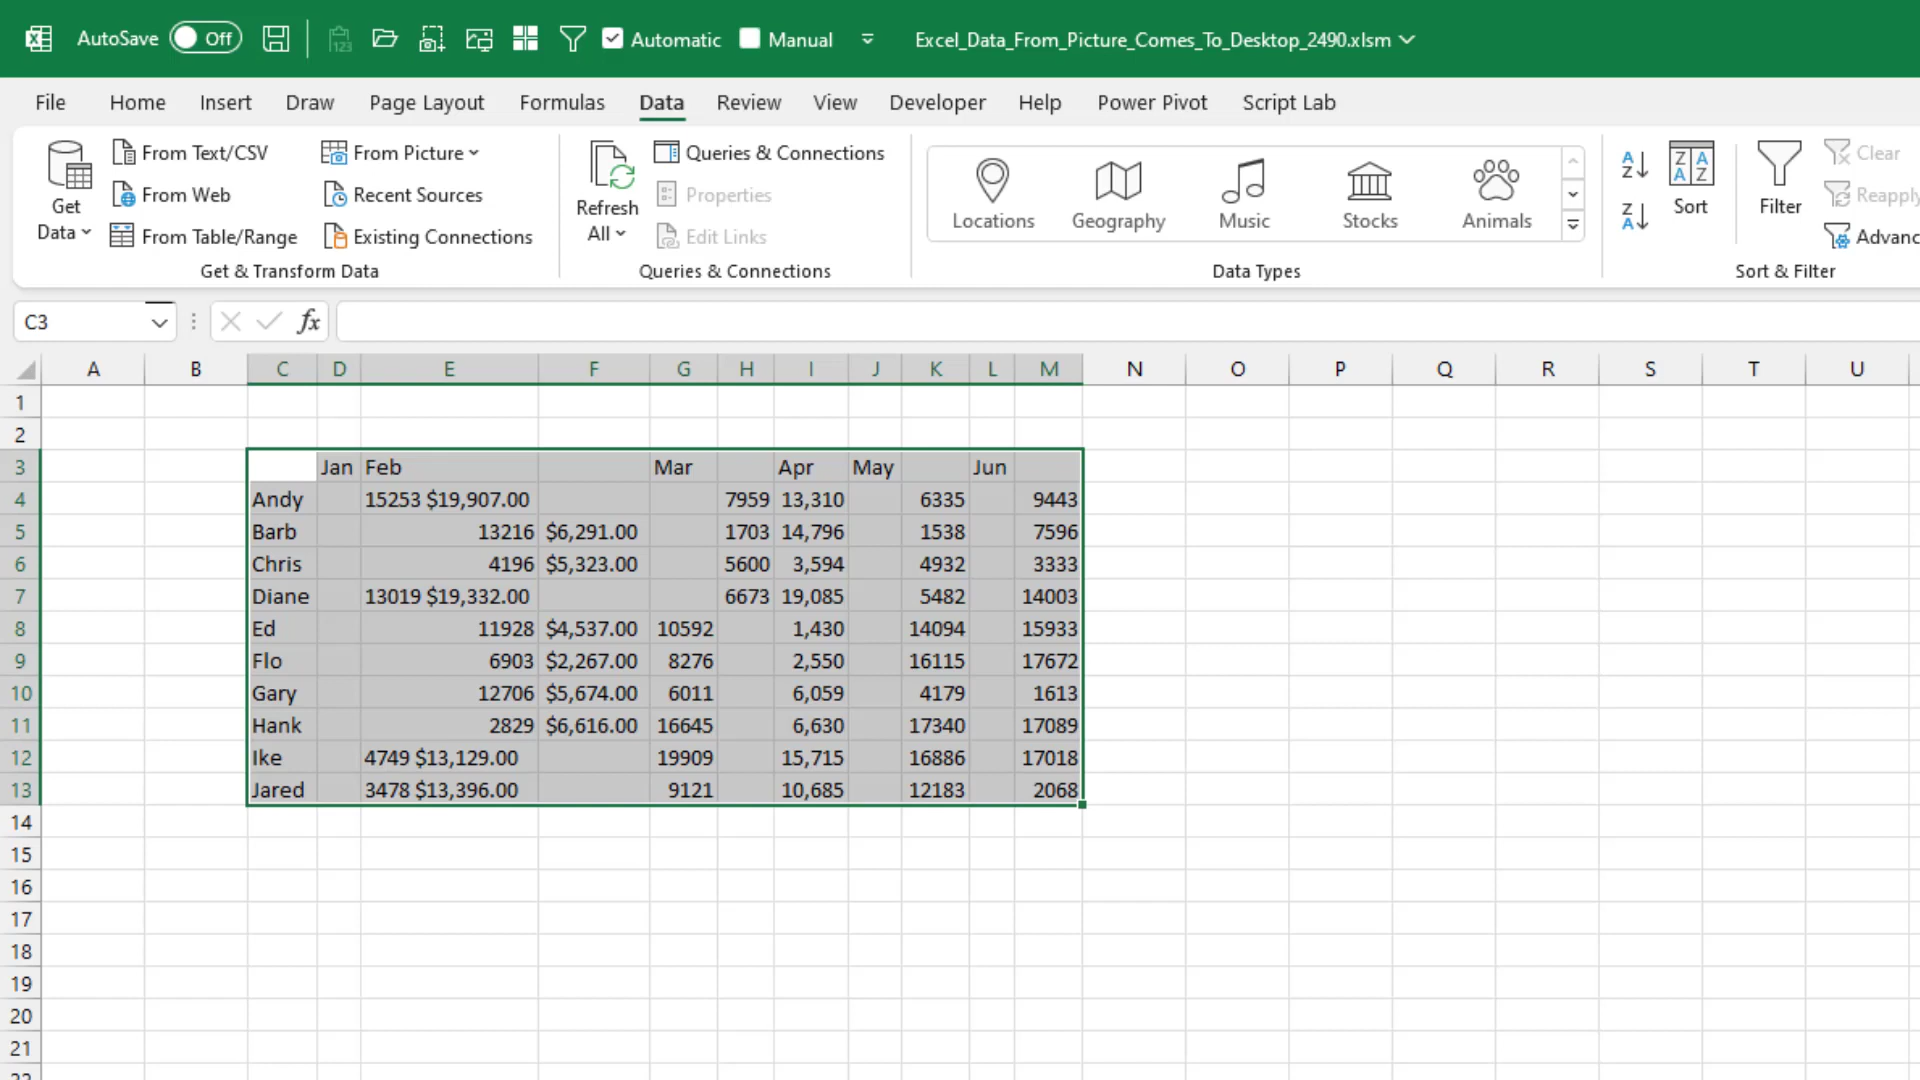 AutoSave Off Automatic Manual Excel_Data_From_Picture_Comes_To_Desktop_2490.xlsm
File Home Insert Draw Page Layout Formulas Data Review View Developer Help Power Pivot Script Lab
Get Data
From Text/CSV
From Web
From Table/Range
From Picture
Recent Sources
Existing Connections
Get & Transform Data
Refresh All
Queries & Connections
Properties
Edit Links
Queries & Connections
Locations Geography Music Stocks Animals
Data Types
Sort
Filter
Clear
Reapply
Advanc
Sort & Filter
C3 fx
A B C D E F G H I J K L M N O P Q R S T U
1
2
3 Jan Feb Mar Apr May Jun
4 Andy 15253 $19,907.00 7959 13,310 6335 9443
5 Barb 13216 $6,291.00 1703 14,796 1538 7596
6 Chris 4196 $5,323.00 5600 3,594 4932 3333
7 Diane 13019 $19,332.00 6673 19,085 5482 14003
8 Ed 11928 $4,537.00 10592 1,430 14094 15933
9 Flo 6903 $2,267.00 8276 2,550 16115 17672
10 Gary 12706 $5,674.00 6011 6,059 4179 1613
11 Hank 2829 $6,616.00 16645 6,630 17340 17089
12 Ike 4749 $13,129.00 19909 15,715 16886 17018
13 Jared 3478 $13,396.00 9121 10,685 12183 2068
14
15
16
17
18
19
20
21